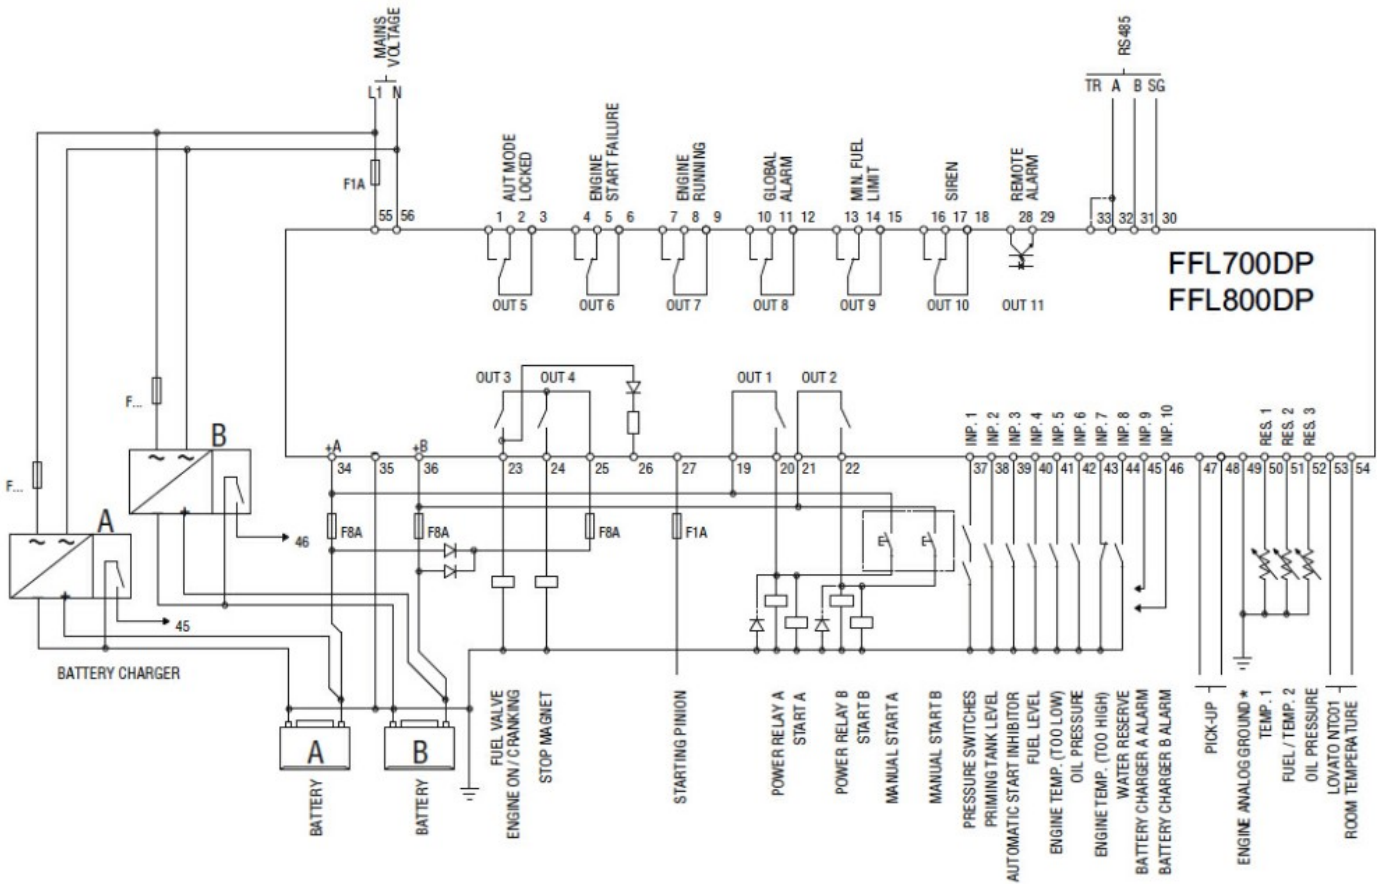 MAINS
VOLTAGE
L1 N
RS485
TR A B SG
F1A
55 56
AUT MODE
LOCKED
ENGINE
START FAILURE
ENGINE
RUNNING
GLOBAL
ALARM
MIN. FUEL
LIMIT
SIREN
REMOTE
ALARM
1 2 3
4 5 6
7 8 9
10 11 12
13 14 15
16 17 18
28 29
33 32 31 30
OUT 5
OUT 6
OUT 7
OUT 8
OUT 9
OUT 10
OUT 11
FFL700DP
FFL800DP
OUT 3
OUT 4
OUT 1
OUT 2
F...
F...
B
~ ~
− +
46
A
~ ~
− +
45
BATTERY CHARGER
+A
+B
34 35 36 23 24 25 26 27 19 20 21 22
INP. 1
INP. 2
INP. 3
INP. 4
INP. 5
INP. 6
INP. 7
INP. 8
INP. 9
INP. 10
RES. 1
RES. 2
RES. 3
37 38 39 40 41 42 43 44 45 46 47 48 49 50 51 52 53 54
F8A
F8A
F8A
F1A
A
B
BATTERY
BATTERY
FUEL VALVE
ENGINE ON / CRANKING
STOP MAGNET
STARTING PINION
POWER RELAY A
START A
POWER RELAY B
START B
MANUAL START A
MANUAL START B
PRESSURE SWITCHES
PRIMING TANK LEVEL
AUTOMATIC START INHIBITOR
FUEL LEVEL
ENGINE TEMP. (TOO LOW)
OIL PRESSURE
ENGINE TEMP. (TOO HIGH)
WATER RESERVE
BATTERY CHARGER A ALARM
BATTERY CHARGER B ALARM
PICK-UP
ENGINE ANALOG GROUND *
TEMP. 1
FUEL / TEMP. 2
OIL PRESSURE
LOVATO NTC01
ROOM TEMPERATURE